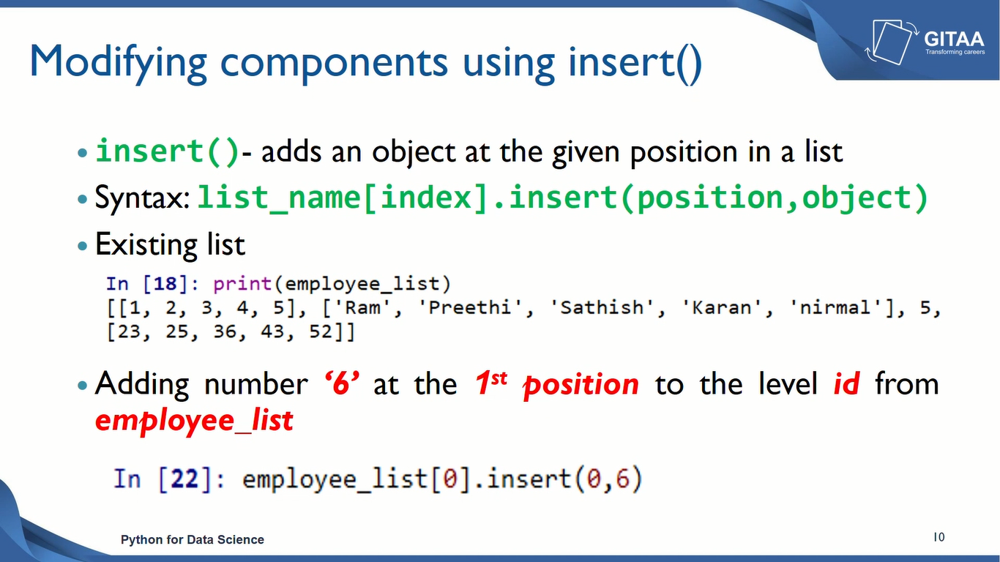 GITAA
Transforming careers
Modifying components using insert()
• insert()- adds an object at the given position in a list
• Syntax: list_name[index].insert(position,object)
• Existing list
In [18]: print(employee_list)
[[1, 2, 3, 4, 5], ['Ram', 'Preethi', 'Sathish', 'Karan', 'nirmal'], 5,
[23, 25, 36, 43, 52]]
• Adding number ‘6’ at the 1st position to the level id from
employee_list
In [22]: employee_list[0].insert(0,6)
Python for Data Science
10